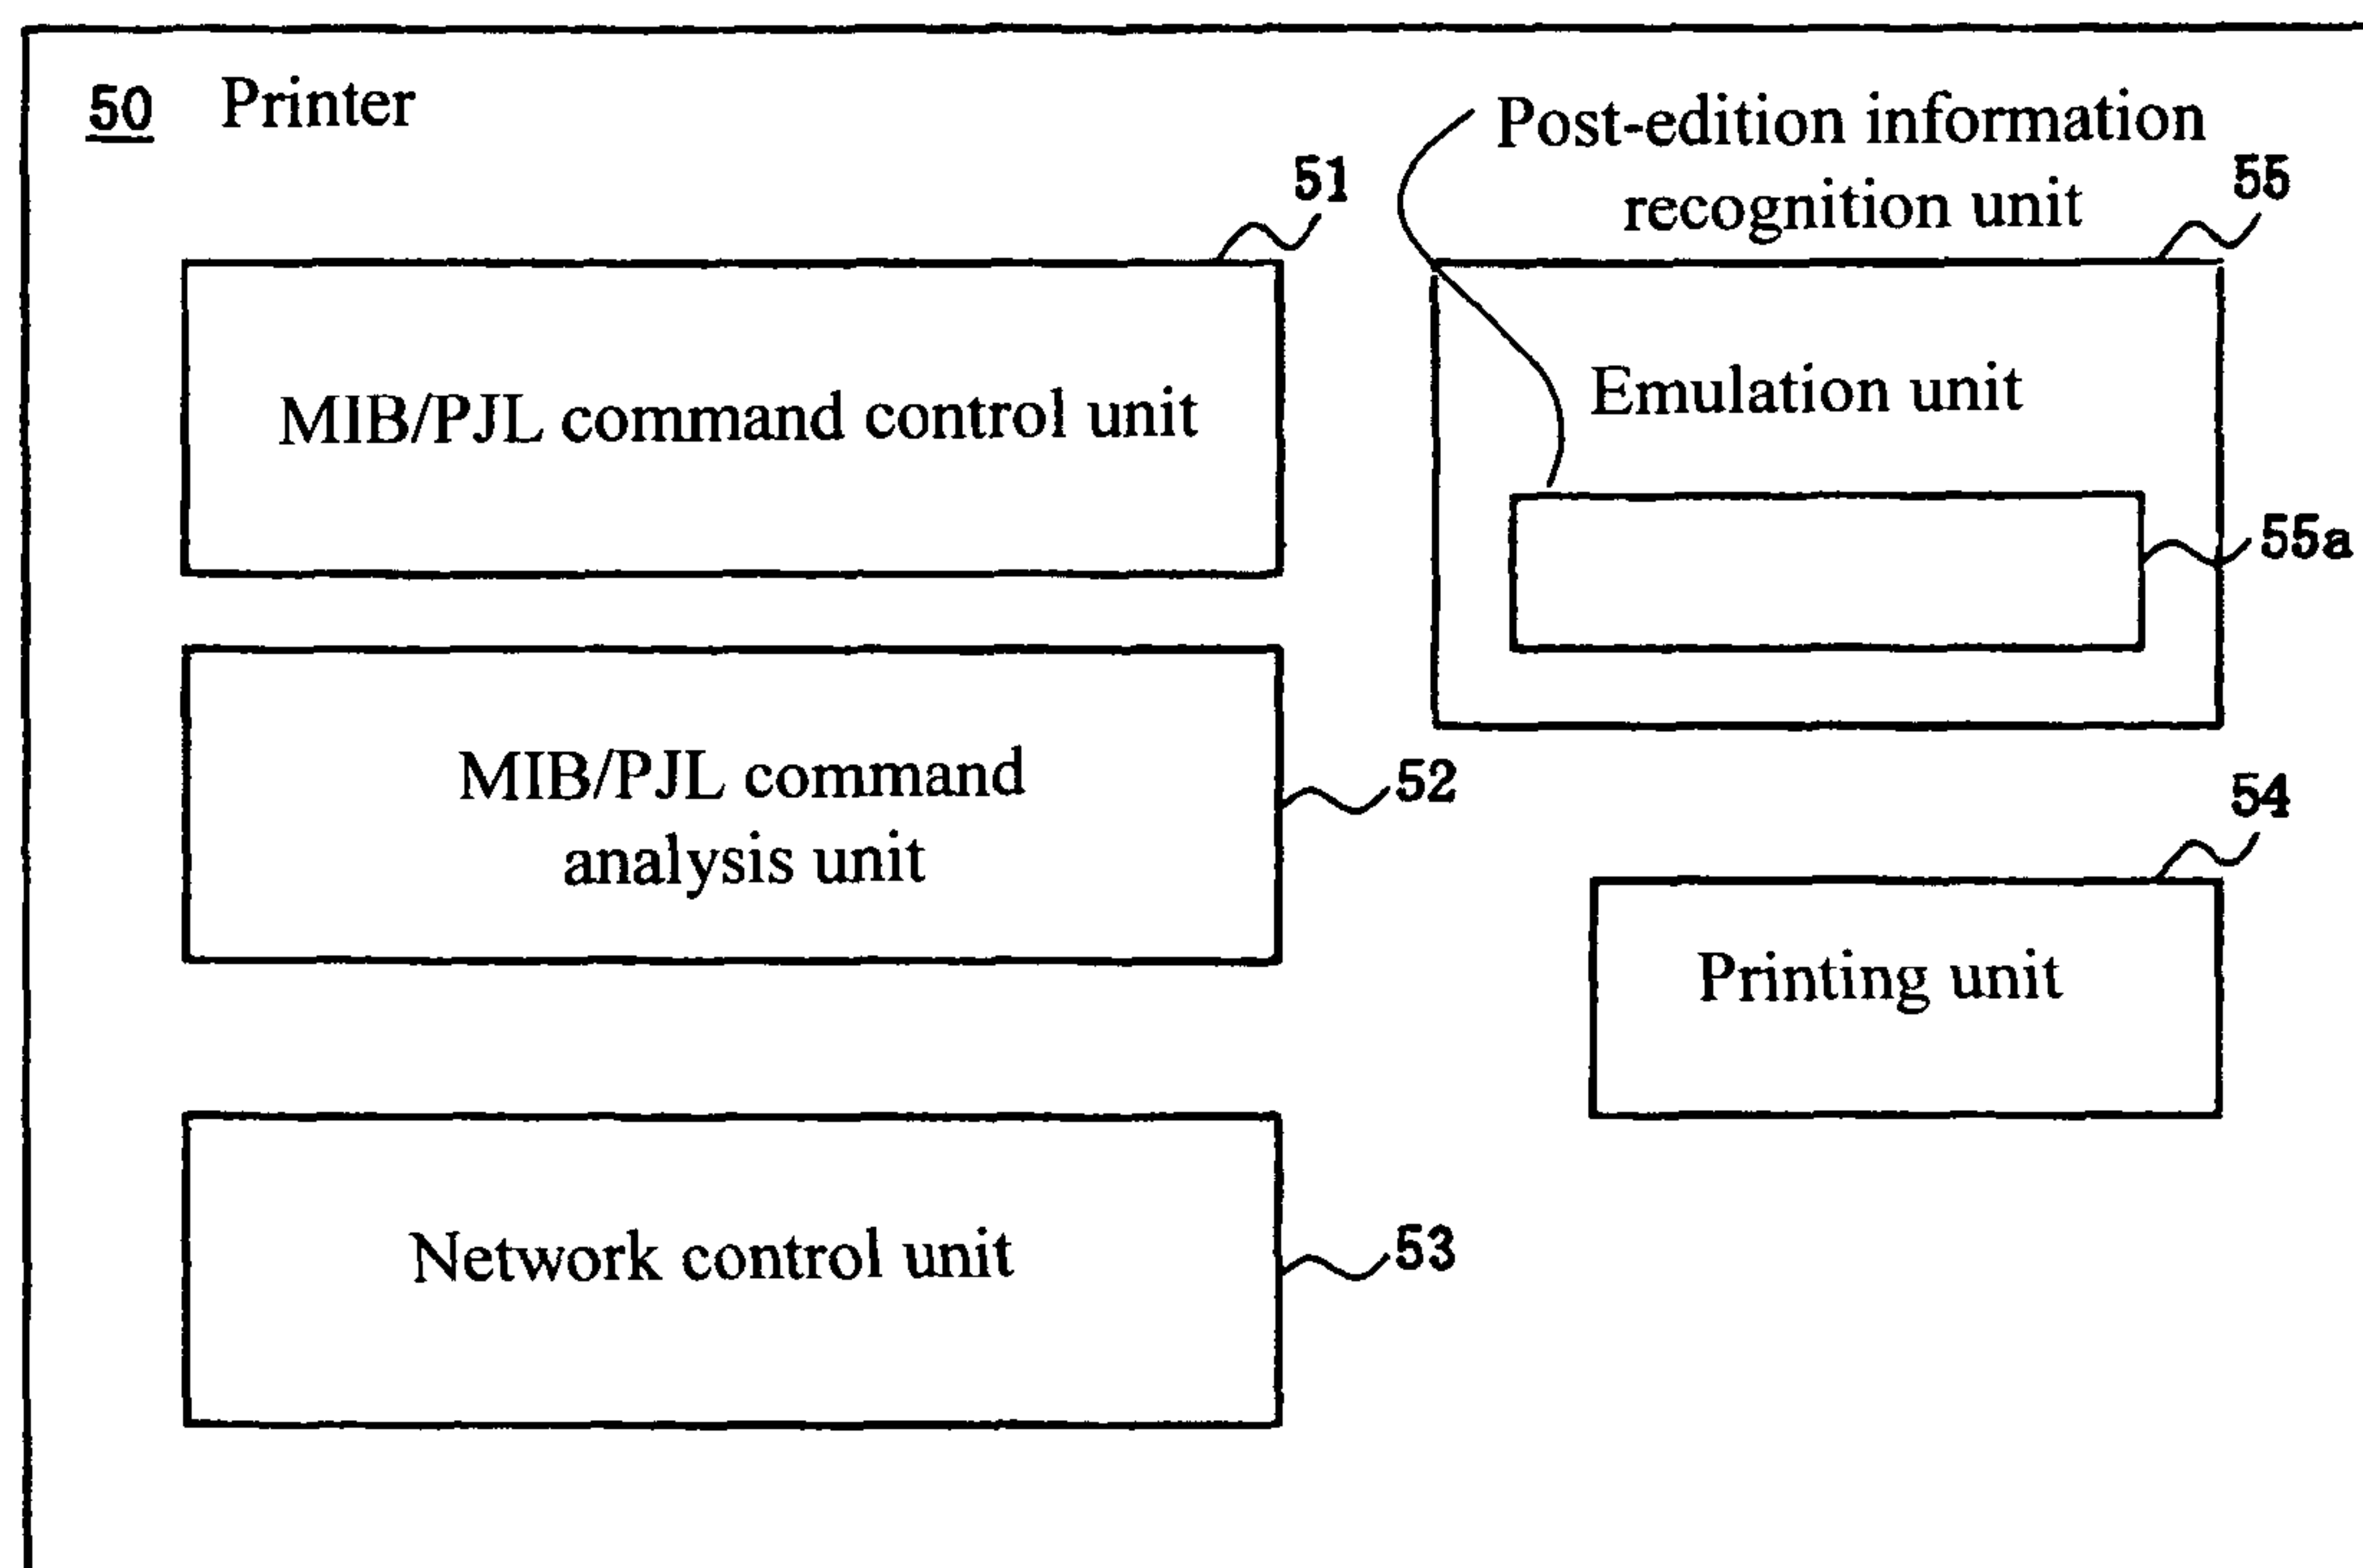 50 Printer
51
MIB/PJL command control unit
MIB/PJL command
analysis unit
52
Network control unit
53
Post-edition information
recognition unit
55
Emulation unit
55a
54
Printing unit